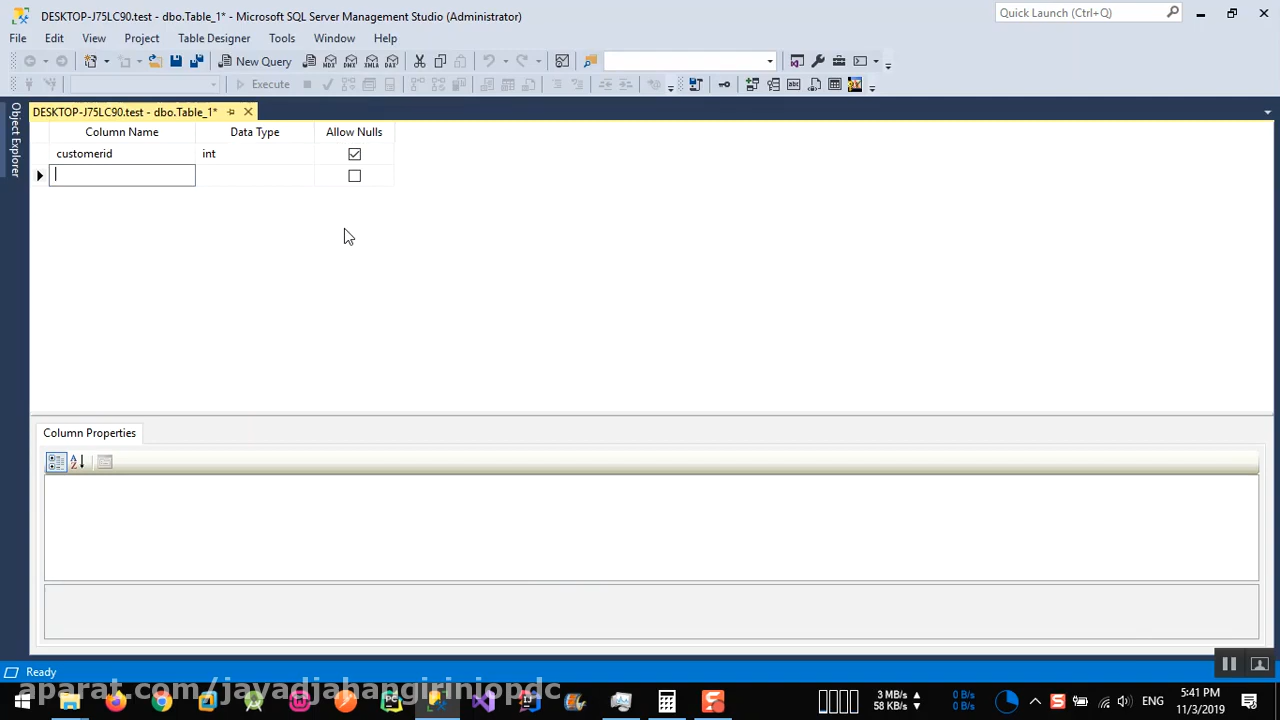 DESKTOP-J75LC90.test - dbo.Table_1* - Microsoft SQL Server Management Studio (Administrator)
Quick Launch (Ctrl+Q)
File Edit View Project Table Designer Tools Window Help
New Query
Execute
DESKTOP-J75LC90.test - dbo.Table_1*
Object Explorer
Column Name Data Type Allow Nulls
customerid int
Column Properties
Ready
aparat.com/javadjahangiriniopdc
3 MB/s 0 B/s
58 KB/s 0 B/s
ENG
5:41 PM
11/3/2019